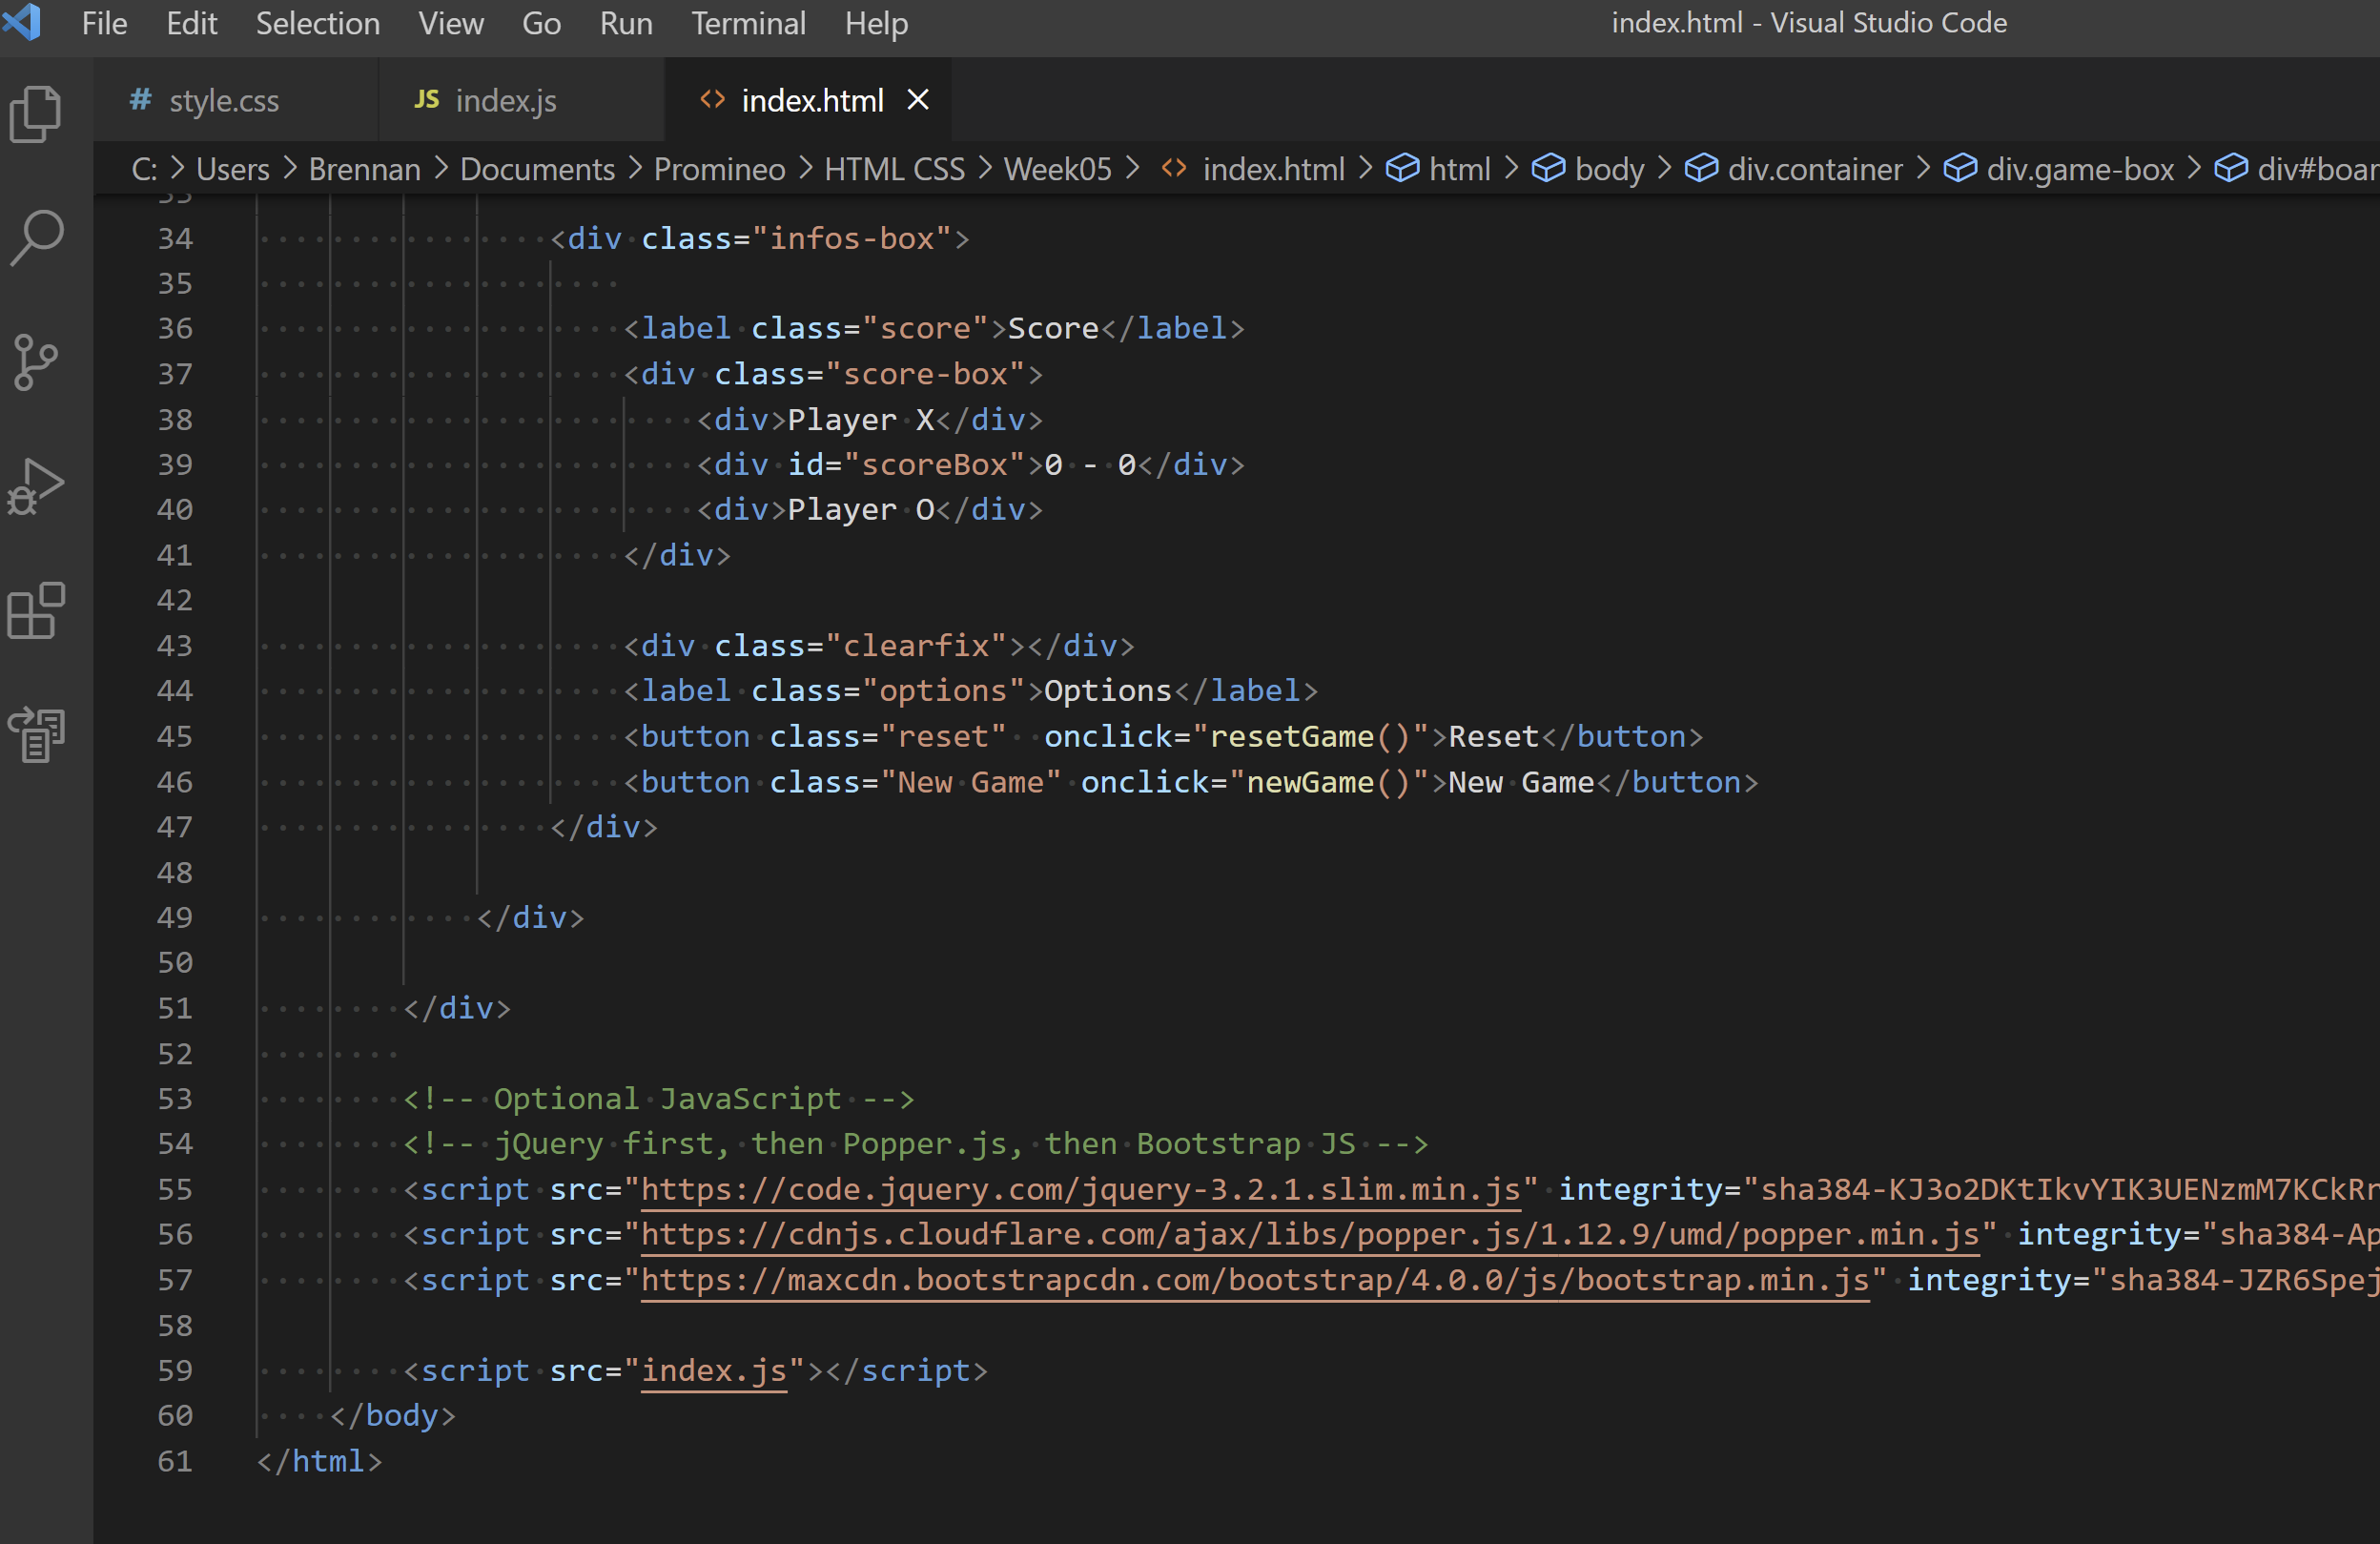 File Edit Selection View Go Run Terminal Help index.html - Visual Studio Code
# style.css JS index.js <> index.html ×
C: > Users > Brennan > Documents > Promineo > HTML CSS > Week05 > <> index.html > html > body > div.container > div.game-box > div#boar
33
34 <div class="infos-box">
35
36 <label class="score">Score</label>
37 <div class="score-box">
38 <div>Player X</div>
39 <div id="scoreBox">0 - 0</div>
40 <div>Player O</div>
41 </div>
42
43 <div class="clearfix"></div>
44 <label class="options">Options</label>
45 <button class="reset"  onclick="resetGame()">Reset</button>
46 <button class="New Game" onclick="newGame()">New Game</button>
47 </div>
48
49 </div>
50
51 </div>
52
53 <!-- Optional JavaScript -->
54 <!-- jQuery first, then Popper.js, then Bootstrap JS -->
55 <script src="https://code.jquery.com/jquery-3.2.1.slim.min.js" integrity="sha384-KJ3o2DKtIkvYIK3UENzmM7KCkRr
56 <script src="https://cdnjs.cloudflare.com/ajax/libs/popper.js/1.12.9/umd/popper.min.js" integrity="sha384-Ap
57 <script src="https://maxcdn.bootstrapcdn.com/bootstrap/4.0.0/js/bootstrap.min.js" integrity="sha384-JZR6Spej
58
59 <script src="index.js"></script>
60 </body>
61 </html>